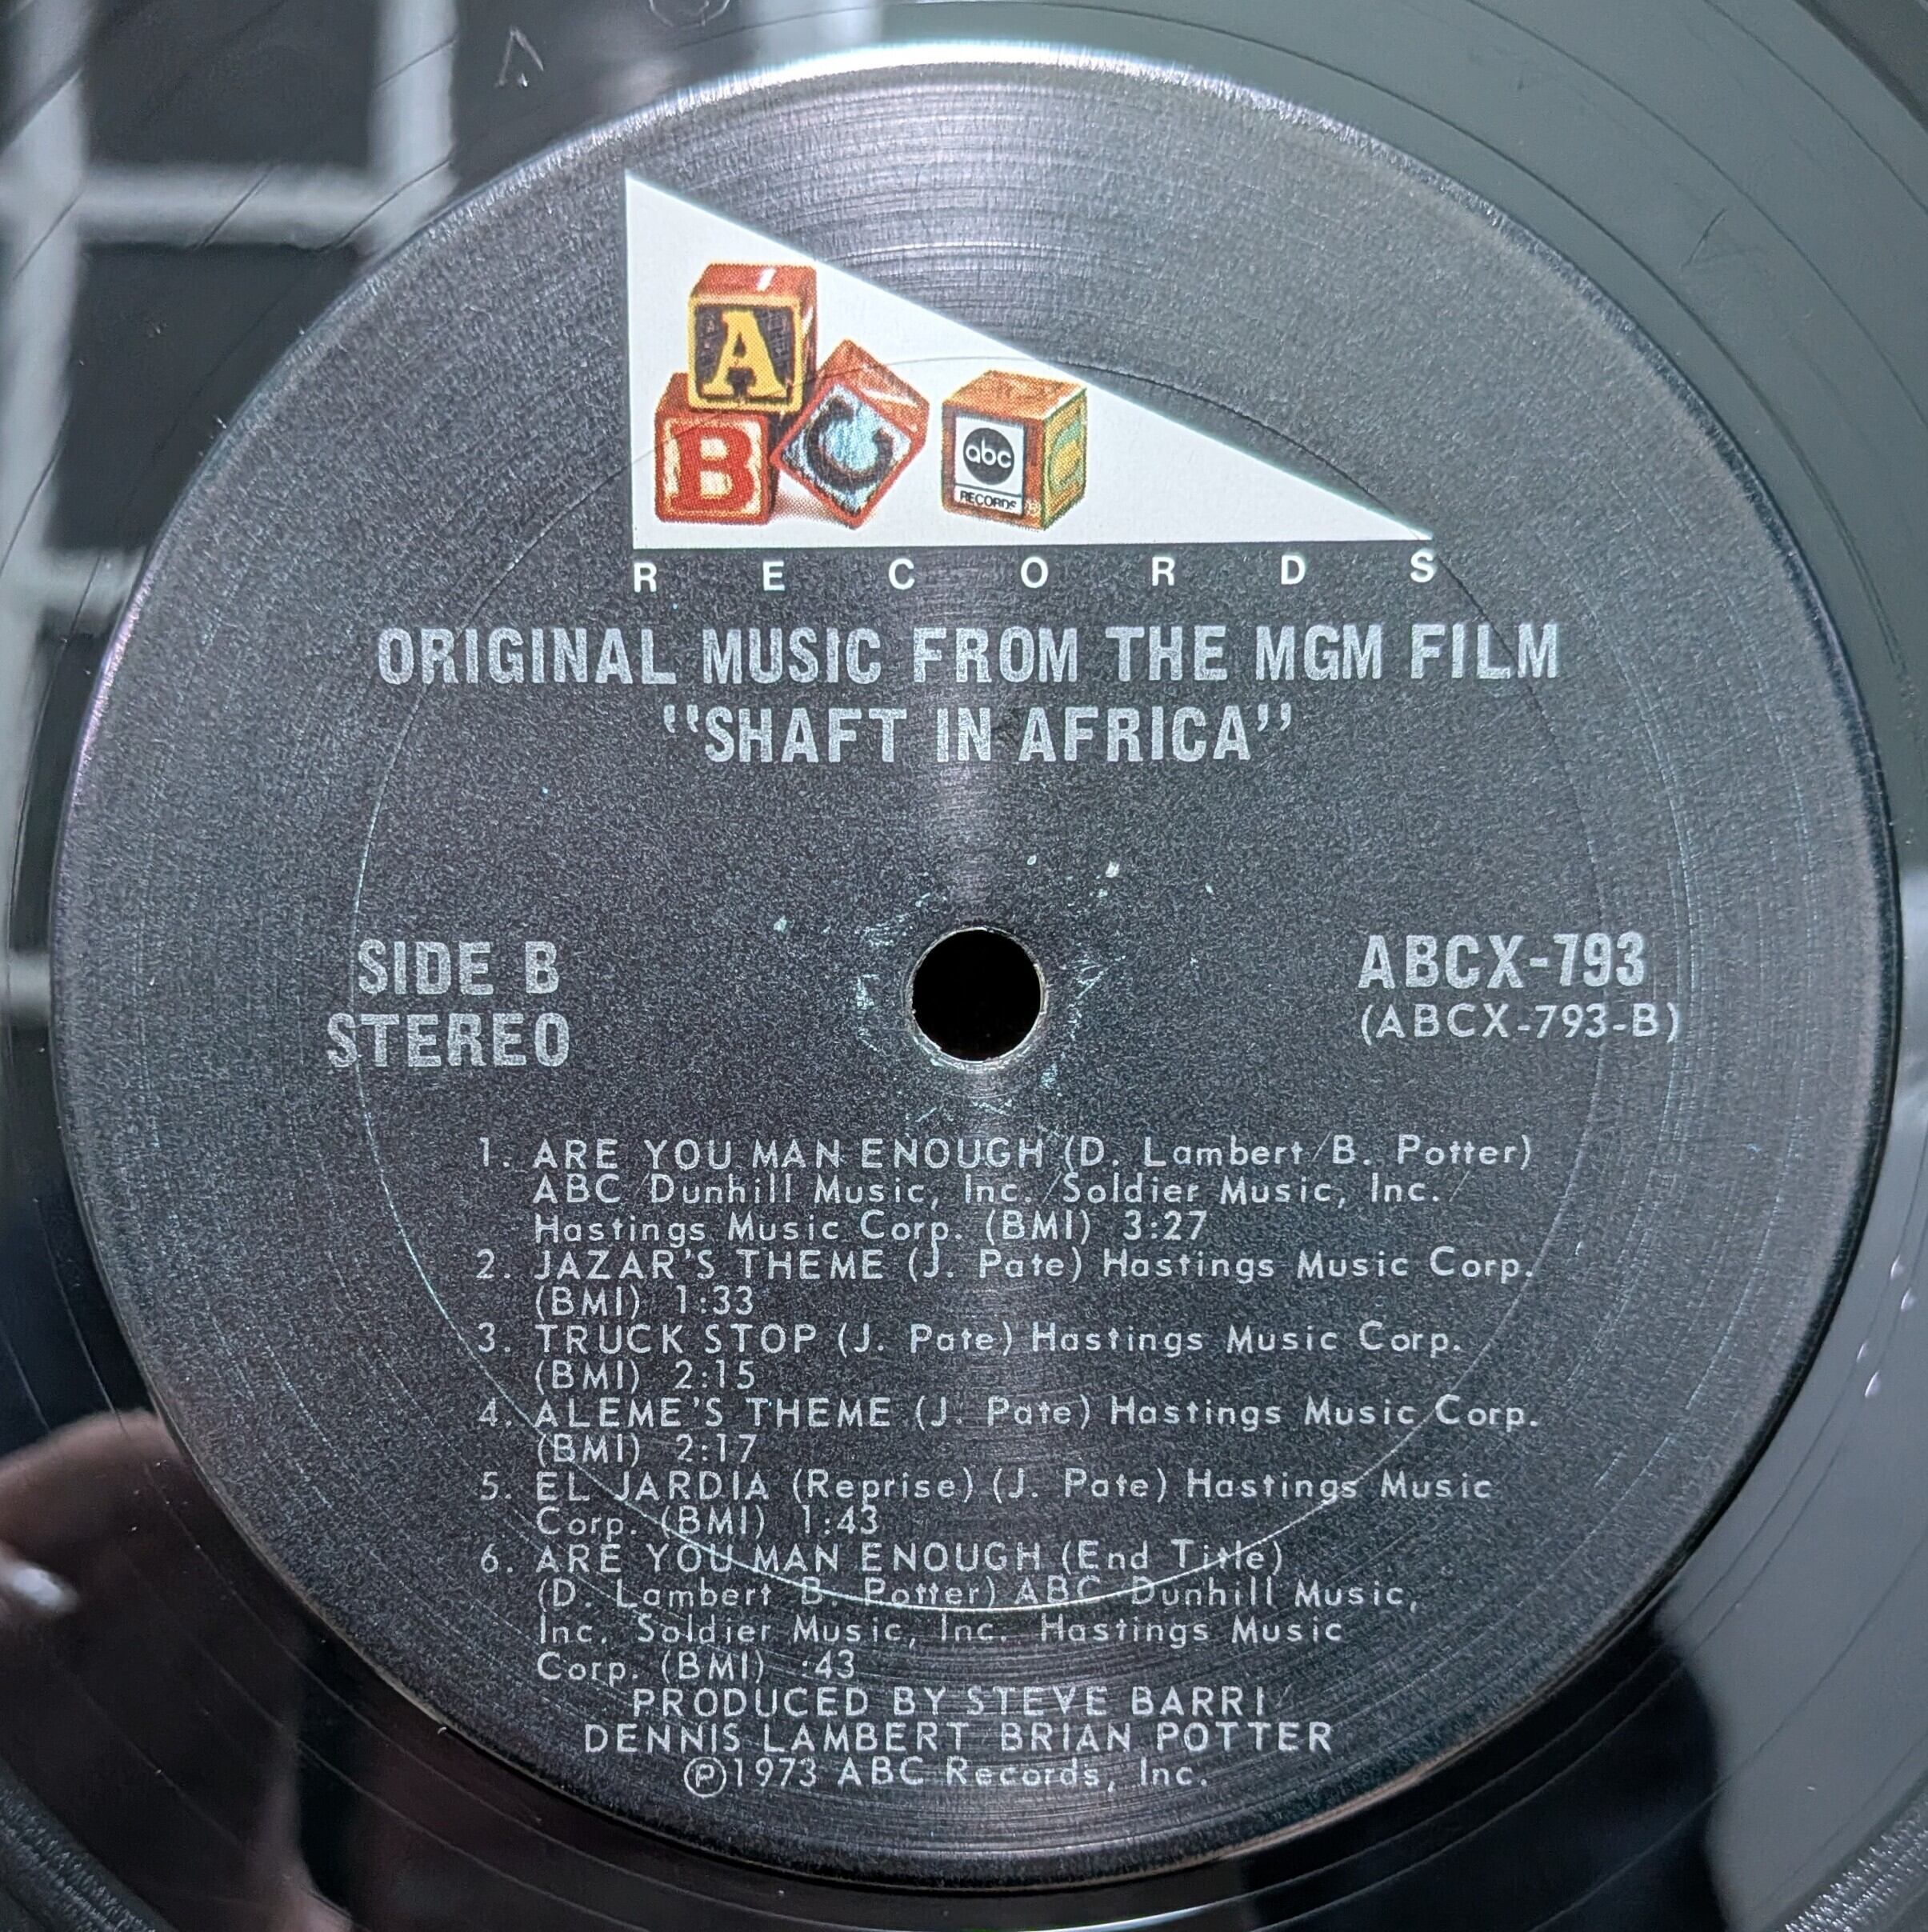 A
B C
abc
RECORDS
R E C O R D S
ORIGINAL MUSIC FROM THE MGM FILM
"SHAFT IN AFRICA"
SIDE B
STEREO
ABCX-793
(ABCX-793-B)
1. ARE YOU MAN ENOUGH (D. Lambert/B. Potter)
ABC/Dunhill Music, Inc./Soldier Music, Inc./
Hastings Music Corp. (BMI) 3:27
2. JAZAR'S THEME (J. Pate) Hastings Music Corp.
(BMI) 1:33
3. TRUCK STOP (J. Pate) Hastings Music Corp.
(BMI) 2:15
4. ALEME'S THEME (J. Pate) Hastings Music Corp.
(BMI) 2:17
5. EL JARDIA (Reprise) (J. Pate) Hastings Music
Corp. (BMI) 1:43
6. ARE YOU MAN ENOUGH (End Title)
(D. Lambert/B. Potter) ABC/Dunhill Music,
Inc./Soldier Music, Inc./Hastings Music
Corp. (BMI) :43
PRODUCED BY STEVE BARRI/
DENNIS LAMBERT/BRIAN POTTER
℗1973 ABC Records, Inc.